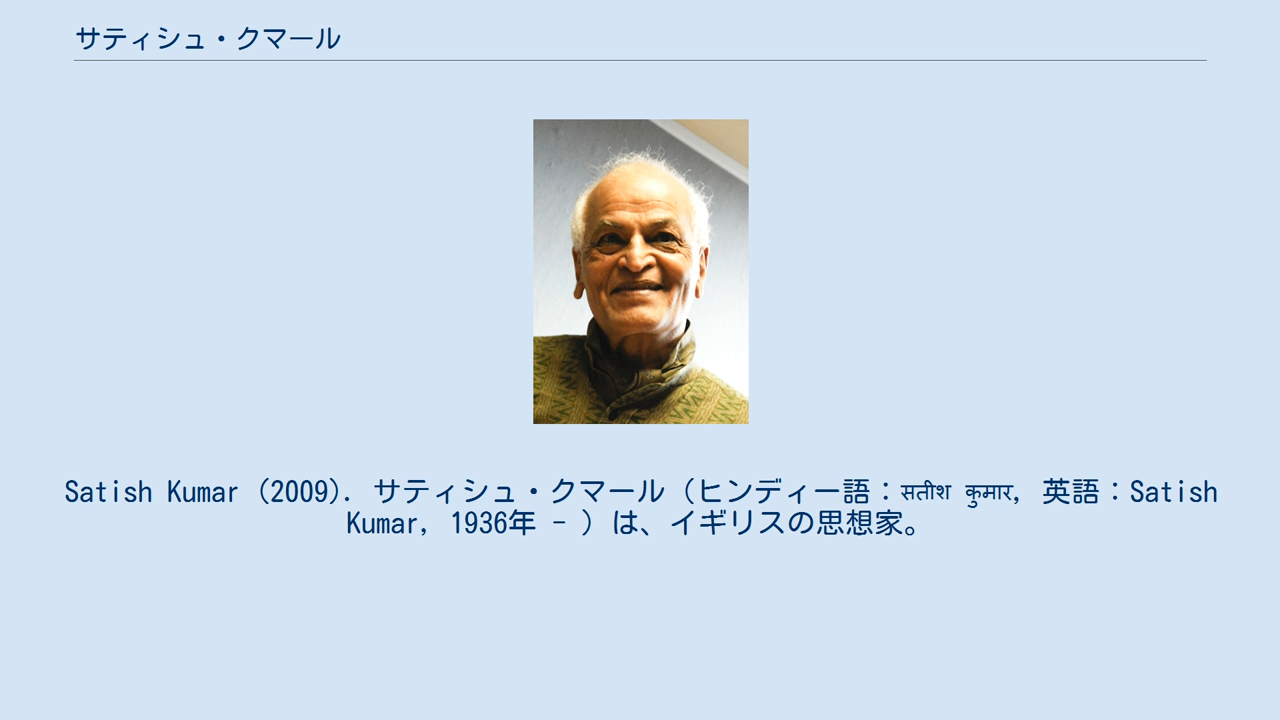 サティシュ・クマール
Satish Kumar (2009). サティシュ・クマール（ヒンディー語：सतीश कुमार, 英語：Satish
Kumar, 1936年 - ）は、イギリスの思想家。